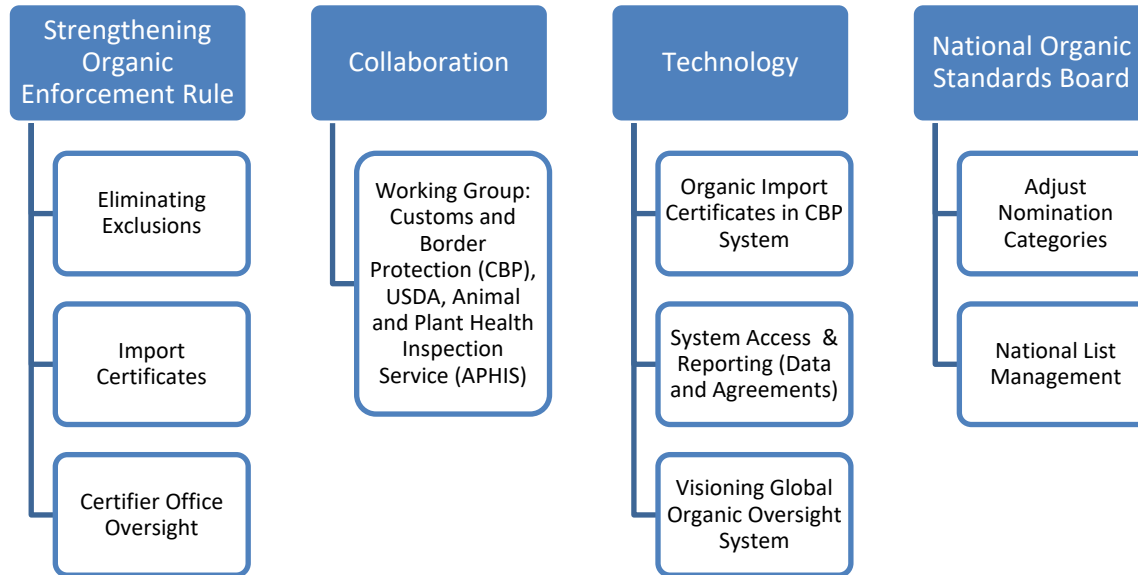 Strengthening
Organic
Enforcement Rule
Eliminating
Exclusions
Import
Certificates
Certifier Office
Oversight
Collaboration
Working Group:
Customs and
Border
Protection (CBP),
USDA, Animal
and Plant Health
Inspection
Service (APHIS)
Technology
Organic Import
Certificates in CBP
System
System Access & 
Reporting (Data
and Agreements)
Visioning Global
Organic Oversight
System
National Organic
Standards Board
Adjust
Nomination
Categories
National List
Management